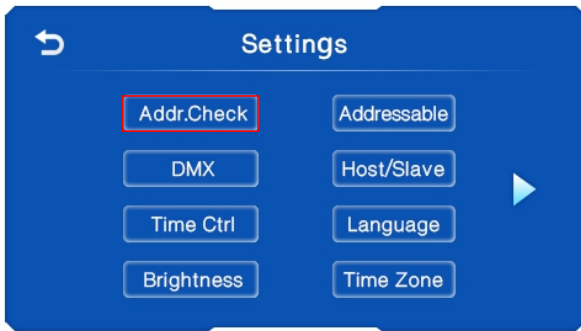 Settings
Addr.Check Addressable
DMX Host/Slave
Time Ctrl Language
Brightness Time Zone